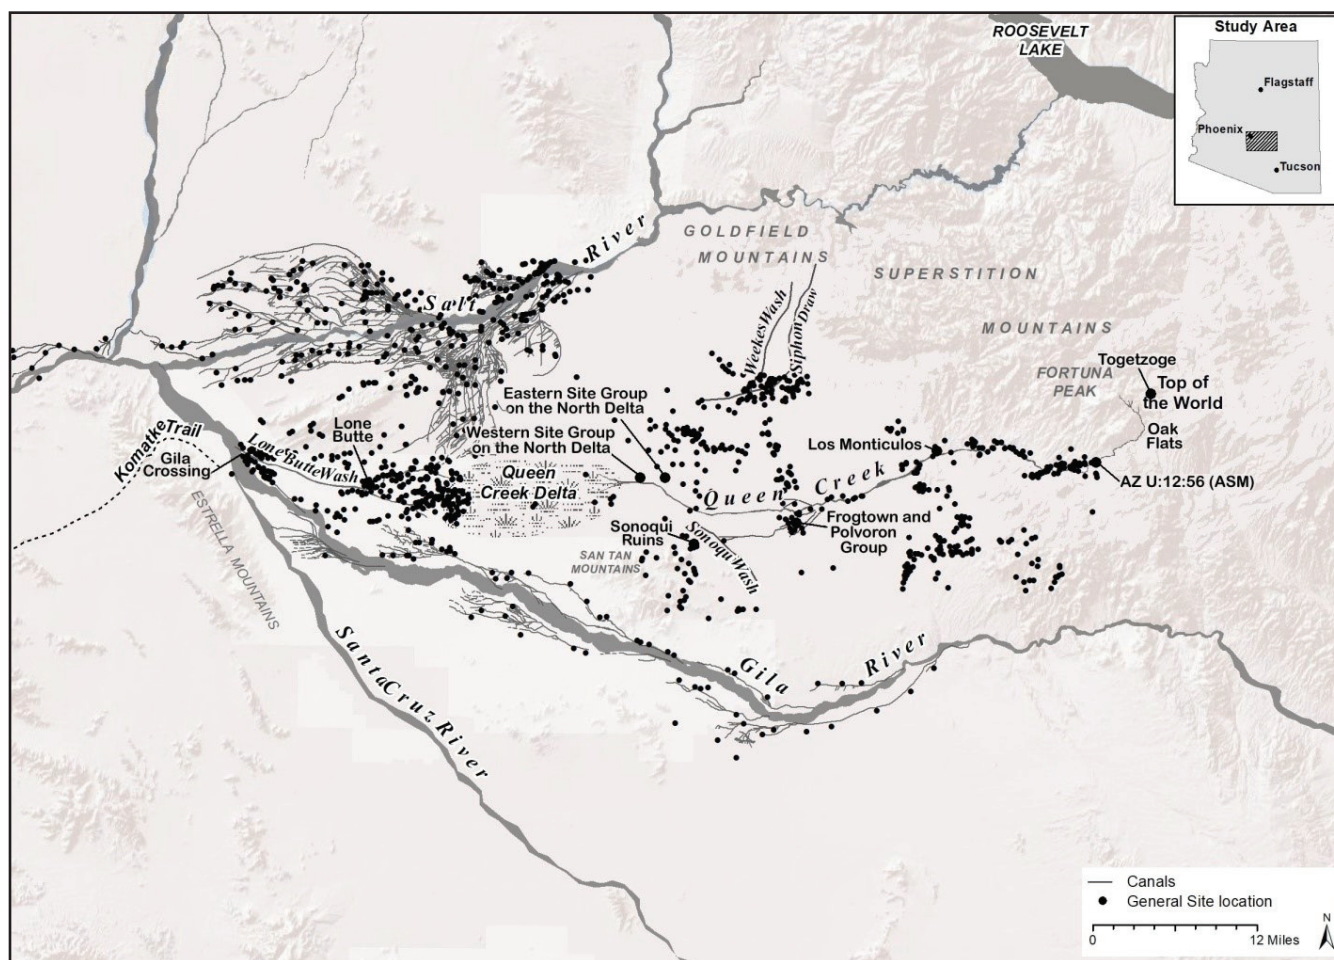 ROOSEVELT
LAKE
Study Area
Flagstaff
Phoenix
Tucson
GOLDFIELD
MOUNTAINS
SUPERSTITION
MOUNTAINS
Salt River
Weekes Wash
Siphon Draw
Togetzoge
FORTUNA
PEAK
Top of
the World
Oak
Flats
Eastern Site Group
on the North Delta
Western Site Group
on the North Delta
Lone
Butte
Komatke Trail
Gila
Crossing
Lone Butte Wash
Los Monticulos
Queen
Creek Delta
Queen Creek
AZ U:12:56 (ASM)
Frogtown and
Polvoron
Group
Sonoqui
Ruins
Sonoqui Wash
SAN TAN
MOUNTAINS
ESTRELLA MOUNTAINS
Santa Cruz River
Gila River
Canals
General Site location
0
12 Miles
N